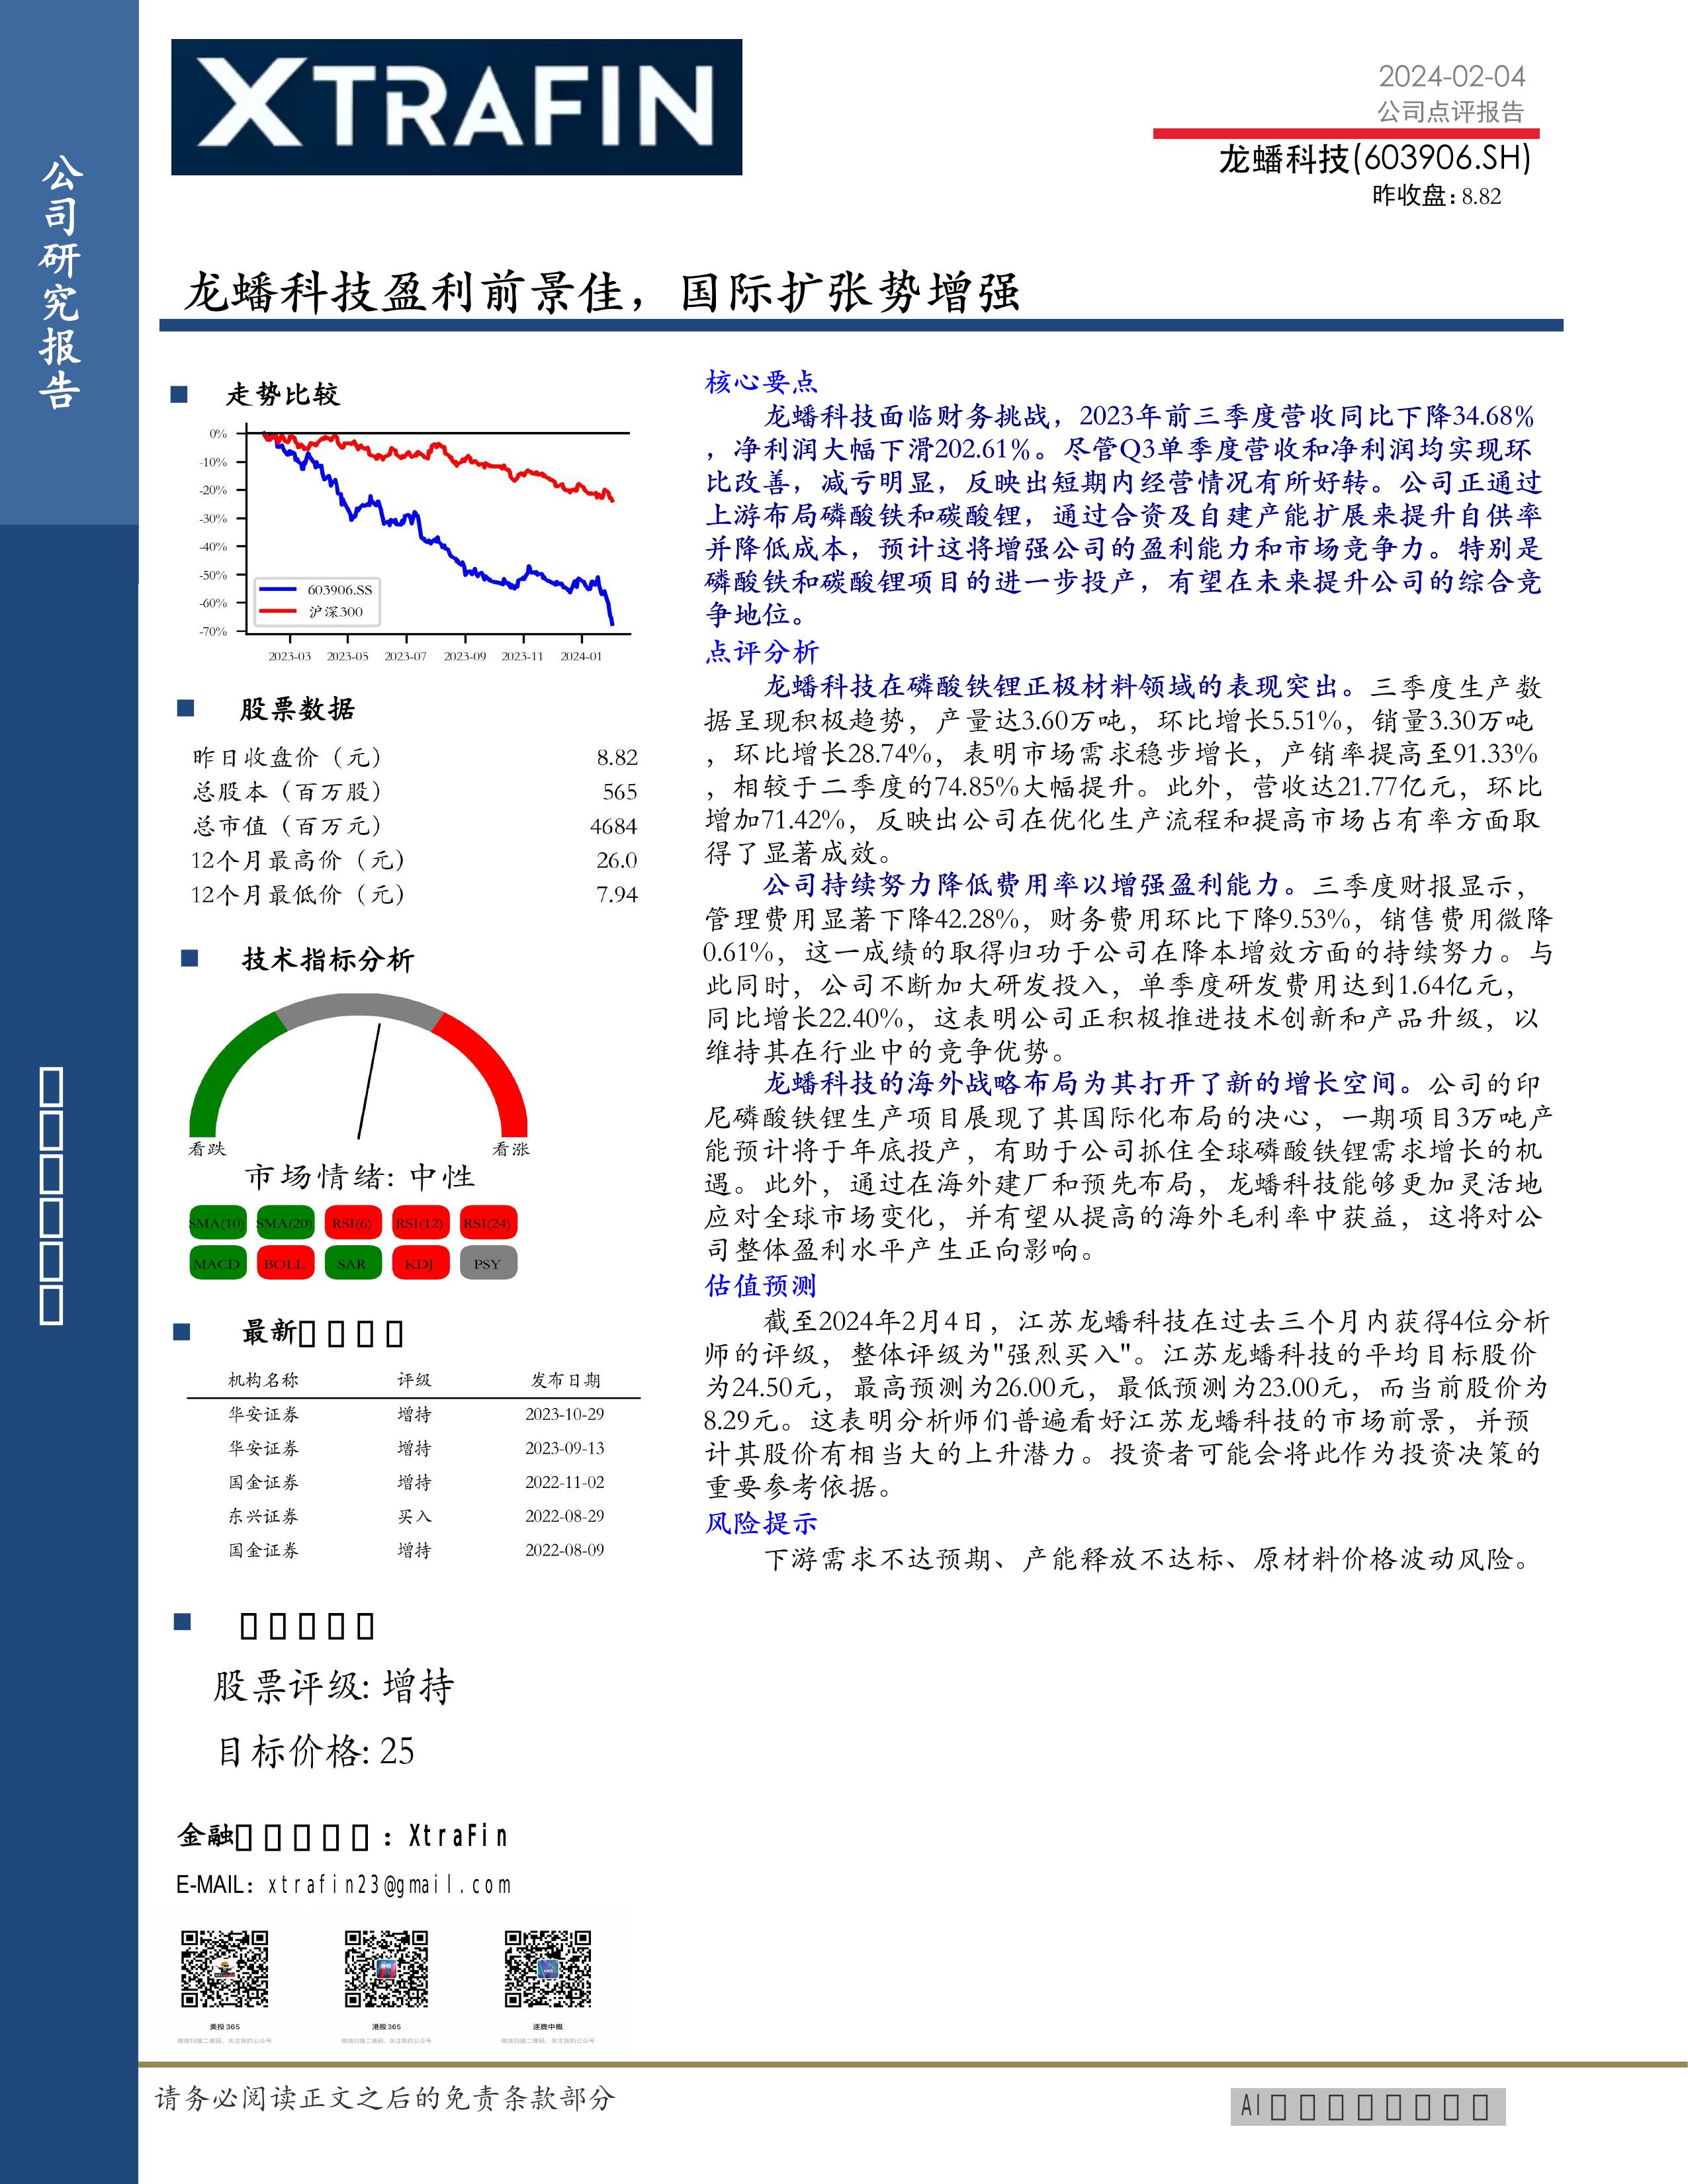 XTRAFIN
2024-02-04
公司点评报告
龙蟠科技(603906.SH)
昨收盘：8.82
公司研究报告
龙蟠科技盈利前景佳，国际扩张势增强
走势比较
0%
-10%
-20%
-30%
-40%
-50%
-60%
-70%
603906.SS
沪深300
2023-03 2023-05 2023-07 2023-09 2023-11 2024-01
股票数据
昨日收盘价（元） 8.82
总股本（百万股） 565
总市值（百万元） 4684
12个月最高价（元） 26.0
12个月最低价（元） 7.94
技术指标分析
看跌 看涨
市场情绪: 中性
SMA(10) SMA(20) RSI(6) RSI(12) RSI(24)
MACD BOLL SAR KDJ PSY
最新
机构名称 评级 发布日期
华安证券 增持 2023-10-29
华安证券 增持 2023-09-13
国金证券 增持 2022-11-02
东兴证券 买入 2022-08-29
国金证券 增持 2022-08-09
股票评级: 增持
目标价格: 25
金融：XtraFin
E-MAIL：xtrafin23@gmail.com
美投365 港股365 逐鹿中概
微信扫描二维码，关注我的公众号 微信扫描二维码，关注我的公众号 微信扫描二维码，关注我的公众号
核心要点
龙蟠科技面临财务挑战，2023年前三季度营收同比下降34.68%
，净利润大幅下滑202.61%。尽管Q3单季度营收和净利润均实现环
比改善，减亏明显，反映出短期内经营情况有所好转。公司正通过
上游布局磷酸铁和碳酸锂，通过合资及自建产能扩展来提升自供率
并降低成本，预计这将增强公司的盈利能力和市场竞争力。特别是
磷酸铁和碳酸锂项目的进一步投产，有望在未来提升公司的综合竞
争地位。
点评分析
龙蟠科技在磷酸铁锂正极材料领域的表现突出。三季度生产数
据呈现积极趋势，产量达3.60万吨，环比增长5.51%，销量3.30万吨
，环比增长28.74%，表明市场需求稳步增长，产销率提高至91.33%
，相较于二季度的74.85%大幅提升。此外，营收达21.77亿元，环比
增加71.42%，反映出公司在优化生产流程和提高市场占有率方面取
得了显著成效。
公司持续努力降低费用率以增强盈利能力。三季度财报显示，
管理费用显著下降42.28%，财务费用环比下降9.53%，销售费用微降
0.61%，这一成绩的取得归功于公司在降本增效方面的持续努力。与
此同时，公司不断加大研发投入，单季度研发费用达到1.64亿元，
同比增长22.40%，这表明公司正积极推进技术创新和产品升级，以
维持其在行业中的竞争优势。
龙蟠科技的海外战略布局为其打开了新的增长空间。公司的印
尼磷酸铁锂生产项目展现了其国际化布局的决心，一期项目3万吨产
能预计将于年底投产，有助于公司抓住全球磷酸铁锂需求增长的机
遇。此外，通过在海外建厂和预先布局，龙蟠科技能够更加灵活地
应对全球市场变化，并有望从提高的海外毛利率中获益，这将对公
司整体盈利水平产生正向影响。
估值预测
截至2024年2月4日，江苏龙蟠科技在过去三个月内获得4位分析
师的评级，整体评级为"强烈买入"。江苏龙蟠科技的平均目标股价
为24.50元，最高预测为26.00元，最低预测为23.00元，而当前股价为
8.29元。这表明分析师们普遍看好江苏龙蟠科技的市场前景，并预
计其股价有相当大的上升潜力。投资者可能会将此作为投资决策的
重要参考依据。
风险提示
下游需求不达预期、产能释放不达标、原材料价格波动风险。
请务必阅读正文之后的免责条款部分
AI